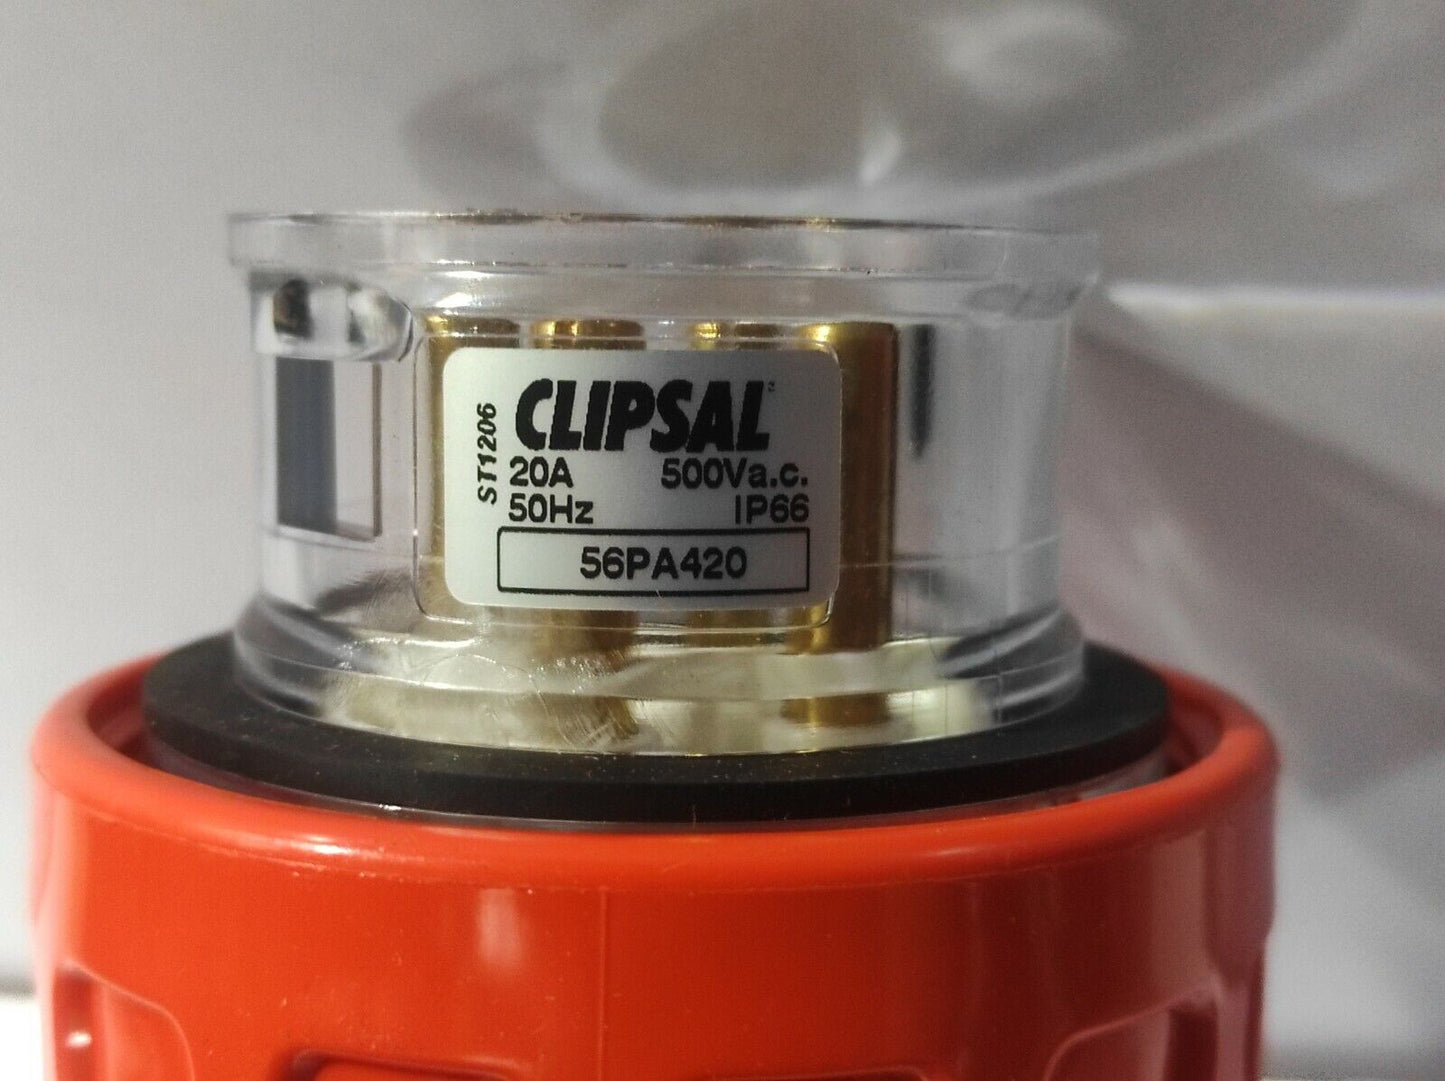 ST1206
CLIPSAL
20A 500Va.c.
50Hz IP66
56PA420